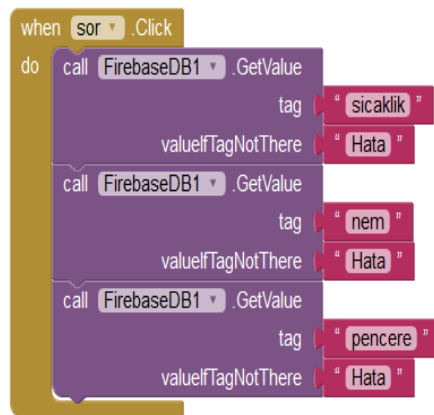 when sor .Click
do call FirebaseDB1 .GetValue
tag " sicaklik "
valueIfTagNotThere " Hata "
call FirebaseDB1 .GetValue
tag " nem "
valueIfTagNotThere " Hata "
call FirebaseDB1 .GetValue
tag " pencere "
valueIfTagNotThere " Hata "